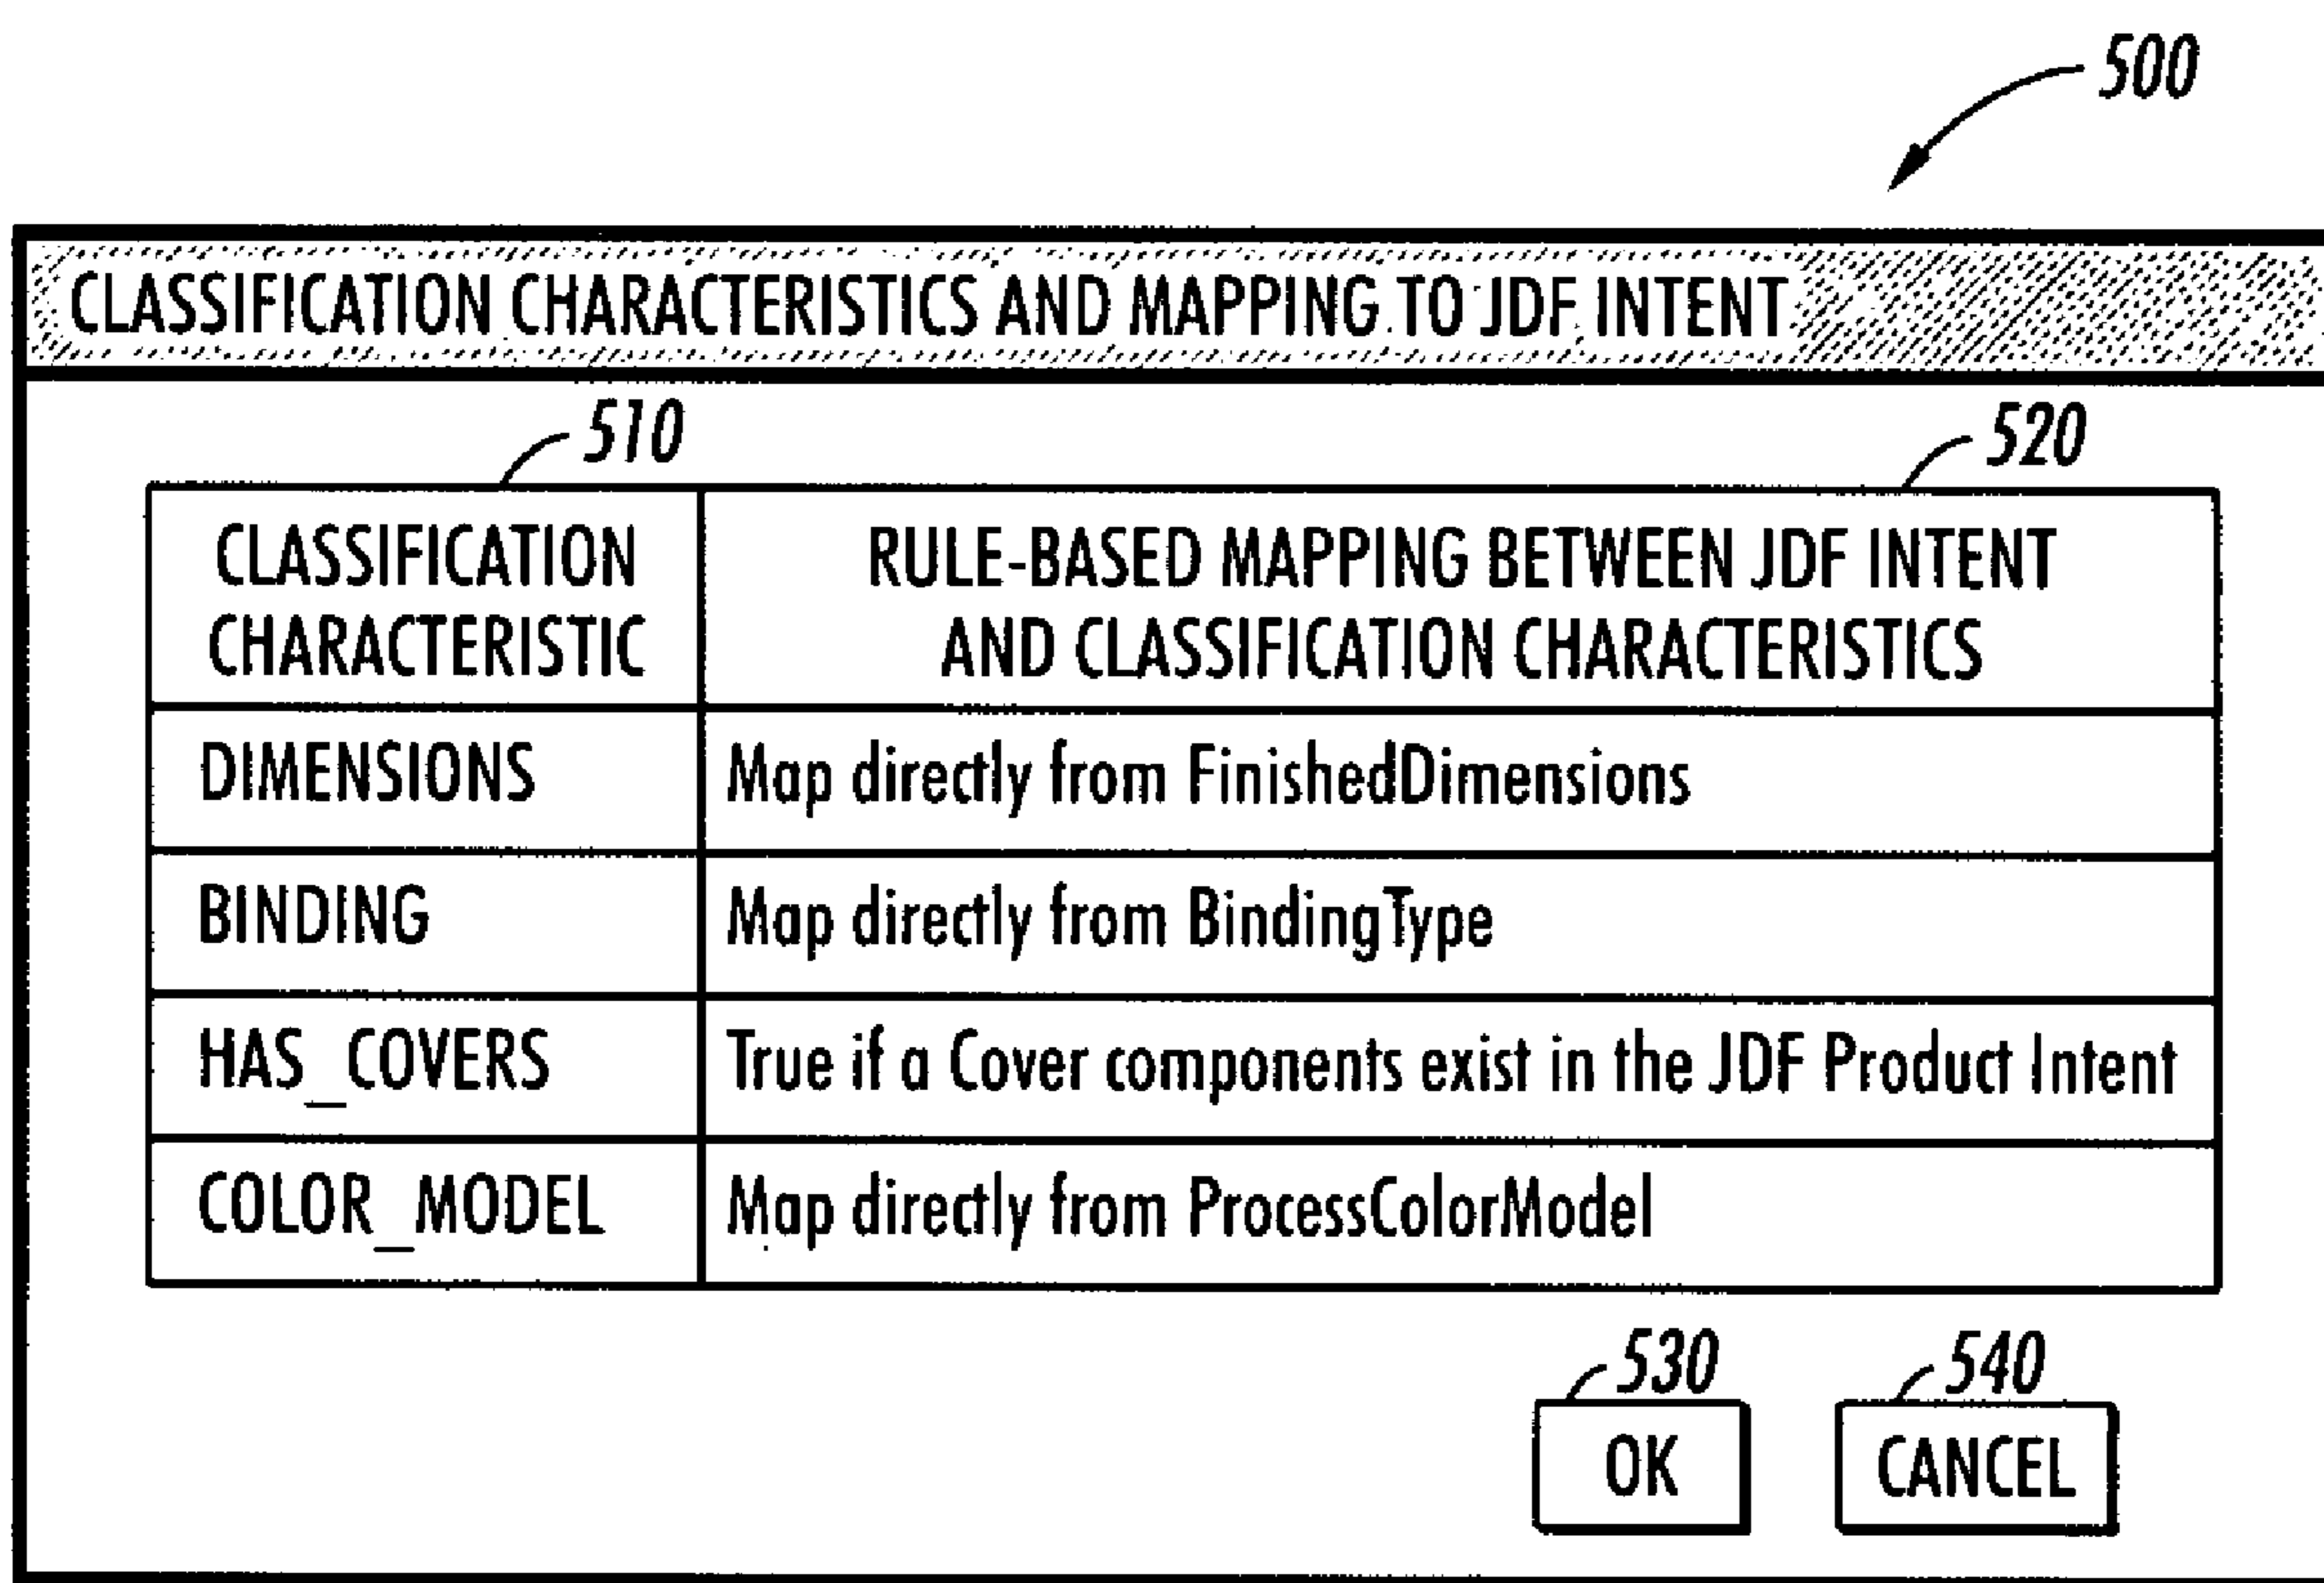 500
CLASSIFICATION CHARACTERISTICS AND MAPPING TO JDF INTENT
510
520
CLASSIFICATION
CHARACTERISTIC
RULE-BASED MAPPING BETWEEN JDF INTENT
AND CLASSIFICATION CHARACTERISTICS
DIMENSIONS
Map directly from FinishedDimensions
BINDING
Map directly from BindingType
HAS_COVERS
True if a Cover components exist in the JDF Product Intent
COLOR_MODEL
Map directly from ProcessColorModel
530
540
OK
CANCEL